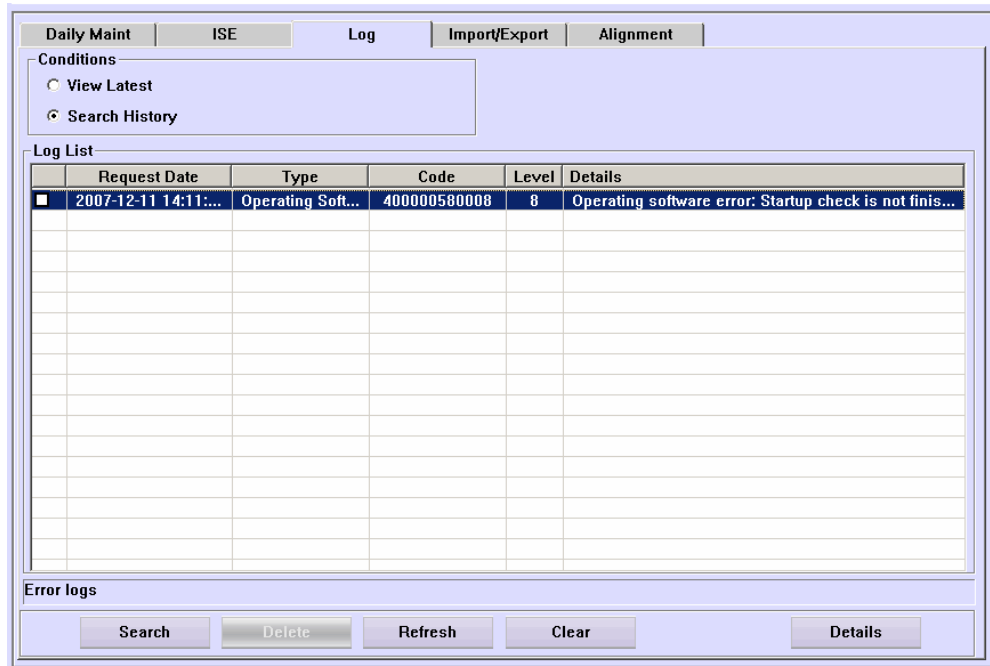 Daily Maint ISE Log Import/Export Alignment
Conditions
View Latest
Search History
Log List
Request Date Type Code Level Details
2007-12-11 14:11:... Operating Soft... 400000580008 8 Operating software error: Startup check is not finis...
Error logs
Search Delete Refresh Clear Details